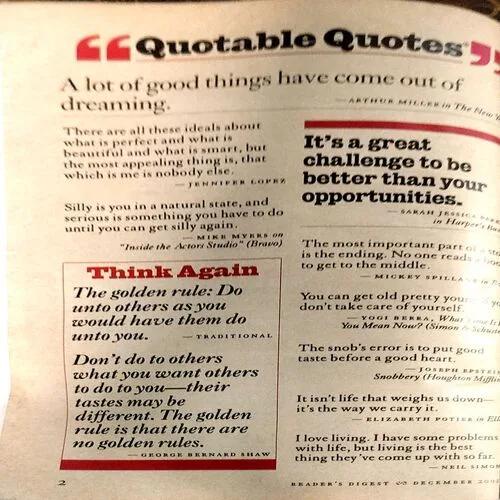 “ Quotable Quotes ”
A lot of good things have come out of
dreaming.
— ARTHUR MILLER in The New
There are all these ideals about
what is perfect and what is
beautiful and what is smart, but
the most appealing thing is, that
which is me is nobody else.
— JENNIFER LOPEZ
Silly is you in a natural state, and
serious is something you have to do
until you can get silly again.
— MIKE MYERS on
"Inside the Actors Studio" (Bravo)
Think Again
The golden rule: Do
unto others as you
would have them do
unto you. — TRADITIONAL
Don't do to others
what you want others
to do to you—their
tastes may be
different. The golden
rule is that there are
no golden rules.
— GEORGE BERNARD SHAW
It's a great
challenge to be
better than your
opportunities.
— SARAH JESSICA
in Harper's
The most important part
is the ending. No one reads
to get to the middle.
— MICKEY SPILLANE in
You can get old pretty
don't take care of yourself.
— YOGI BERRA, What
You Mean Now? (Simon &
The snob's error is to put good
taste before a good heart.
— JOSEPH EPSTEIN
Snobbery (Houghton
It isn't life that weighs us down—
it's the way we carry it.
— ELIZABETH POTIER in
I love living. I have some problems
with life, but living is the best
thing they've come up with so far.
— NEIL
2
READER'S DIGEST DECEMBER